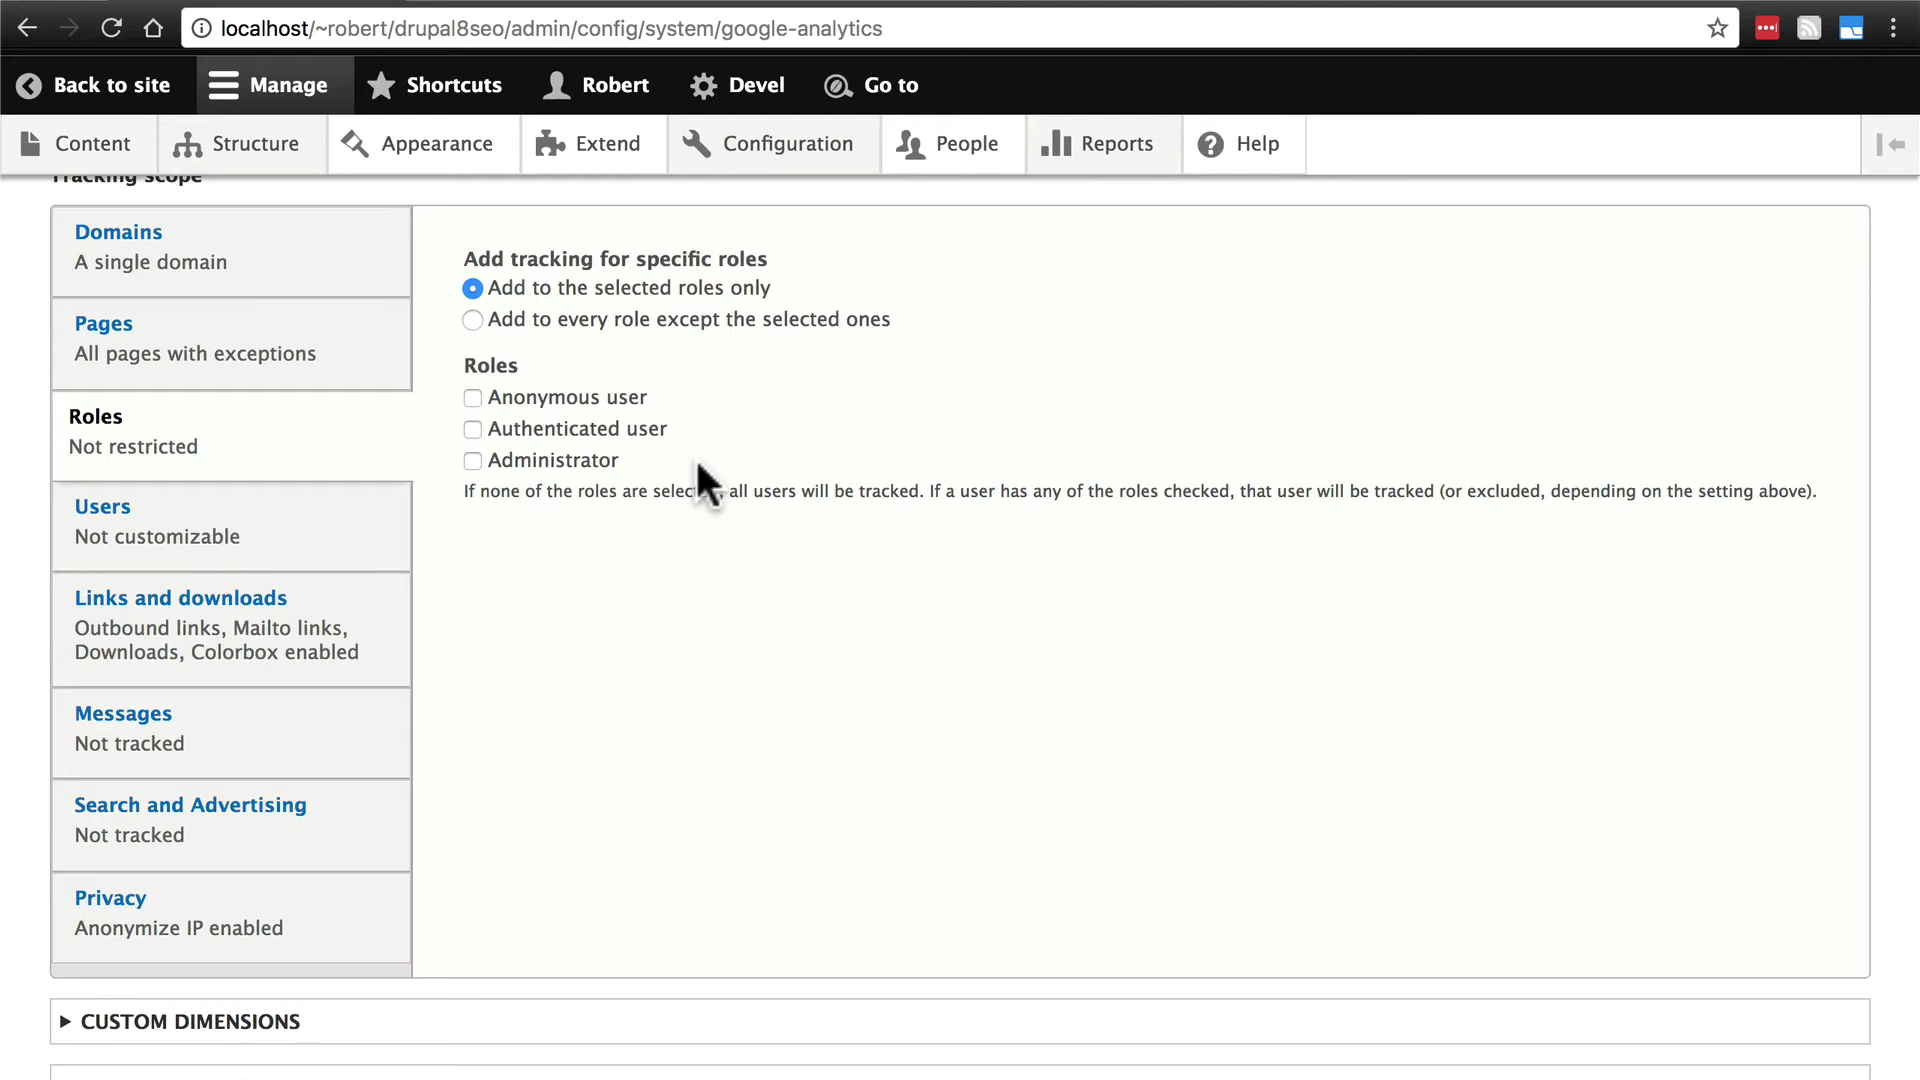 localhost/~robert/drupal8seo/admin/config/system/google-analytics
Back to site
Manage
Shortcuts
Robert
Devel
Go to
Content
Structure
Appearance
Extend
Configuration
People
Reports
Help
Tracking scope
Domains
A single domain
Pages
All pages with exceptions
Roles
Not restricted
Users
Not customizable
Links and downloads
Outbound links, Mailto links,
Downloads, Colorbox enabled
Messages
Not tracked
Search and Advertising
Not tracked
Privacy
Anonymize IP enabled
Add tracking for specific roles
Add to the selected roles only
Add to every role except the selected ones
Roles
Anonymous user
Authenticated user
Administrator
If none of the roles are selected, all users will be tracked. If a user has any of the roles checked, that user will be tracked (or excluded, depending on the setting above).
CUSTOM DIMENSIONS